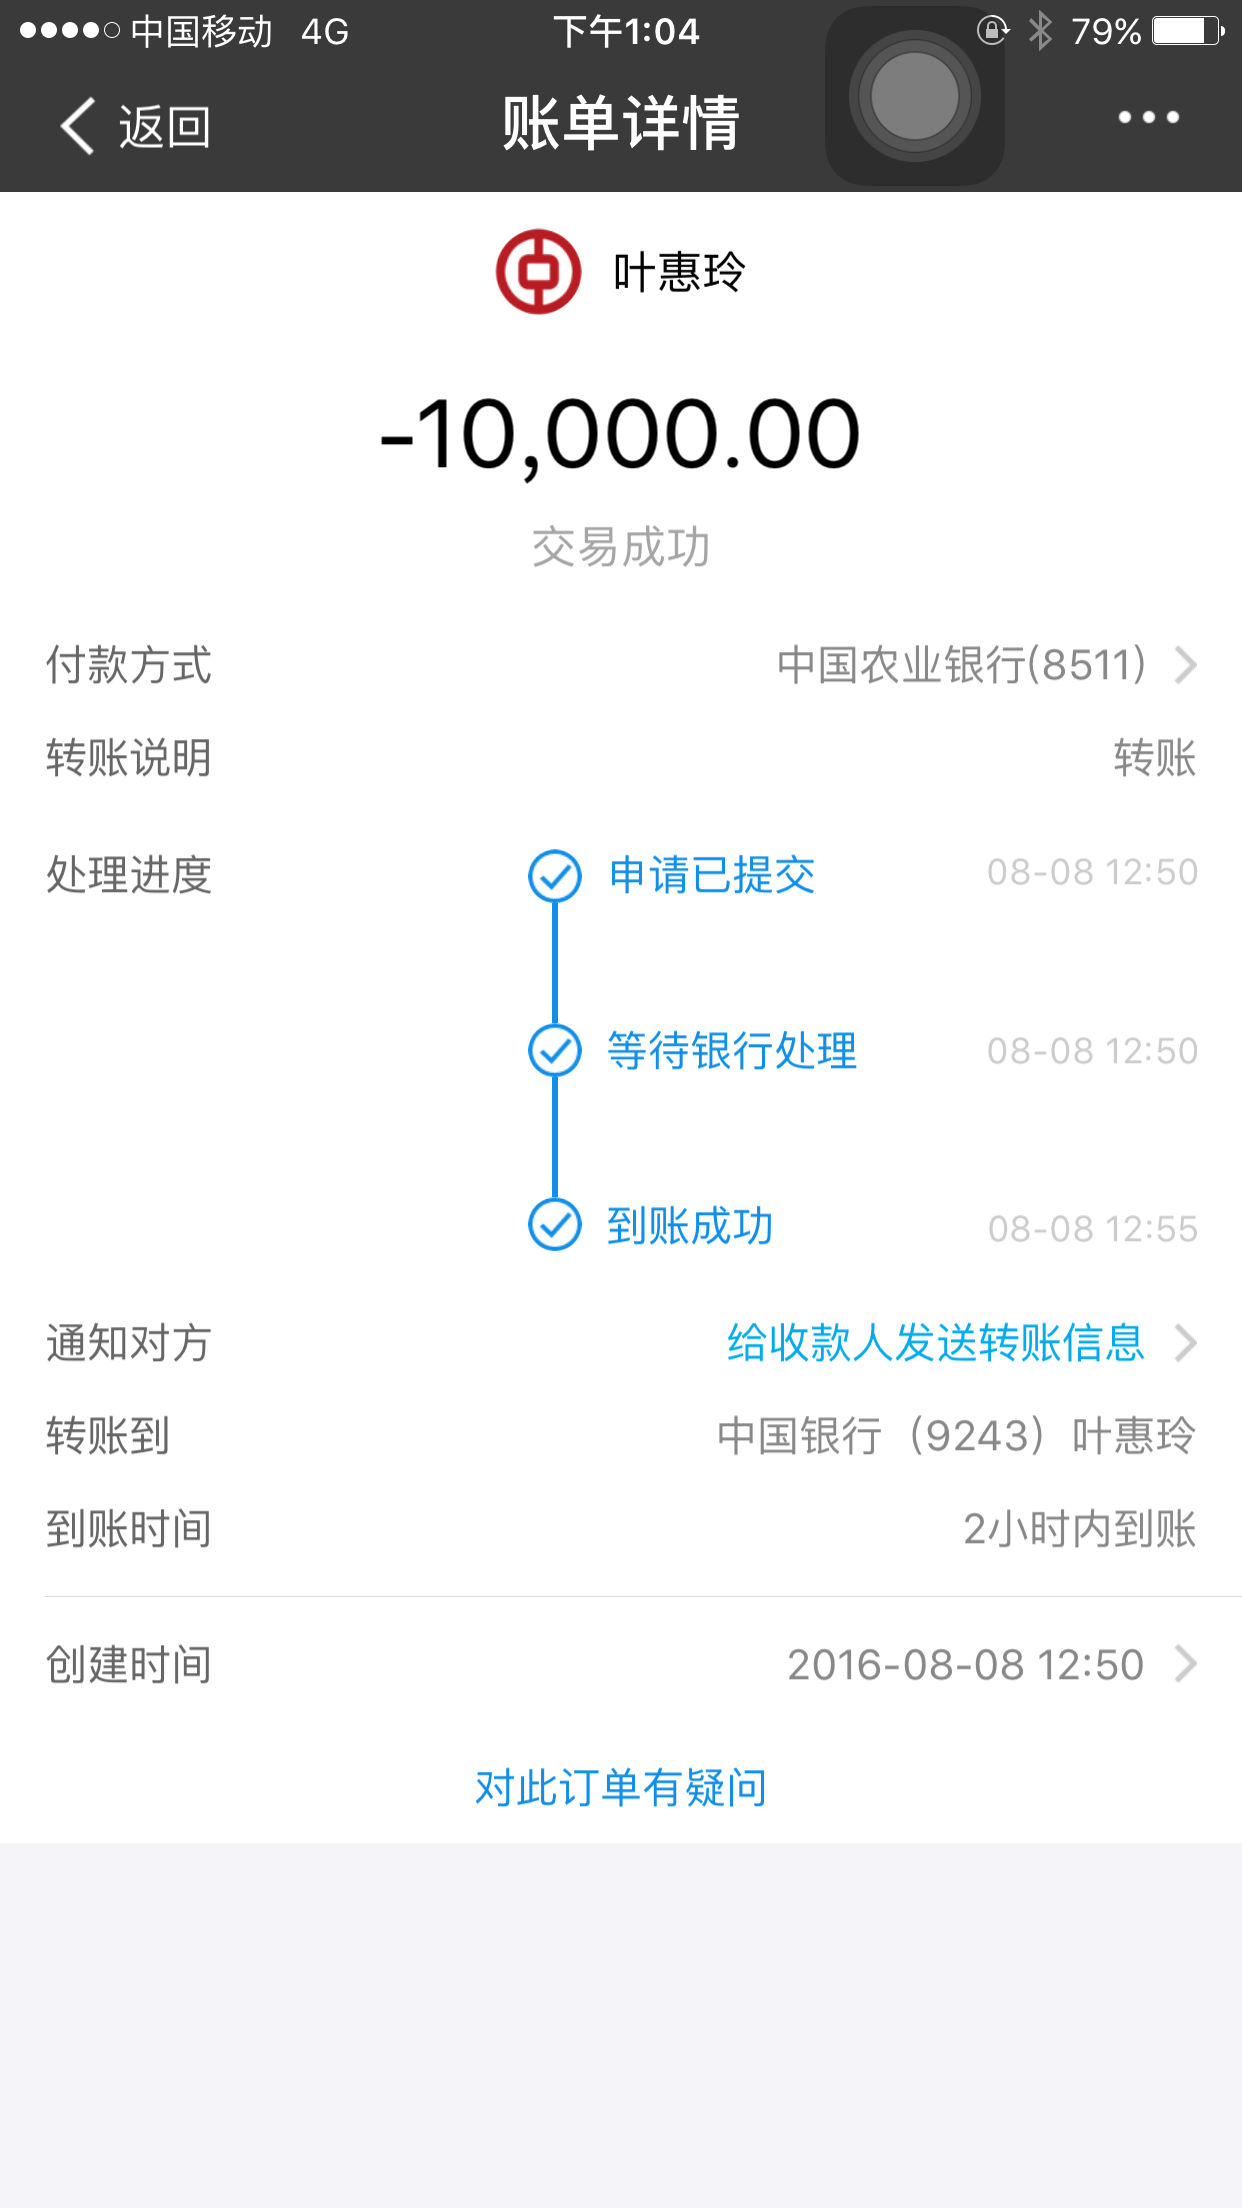 中国移动 4G 下午1:04 79%
返回 账单详情
叶惠玲
-10,000.00
交易成功
付款方式 中国农业银行(8511)
转账说明 转账
处理进度 申请已提交 08-08 12:50
等待银行处理 08-08 12:50
到账成功 08-08 12:55
通知对方 给收款人发送转账信息
转账到 中国银行（9243）叶惠玲
到账时间 2小时内到账
创建时间 2016-08-08 12:50
对此订单有疑问